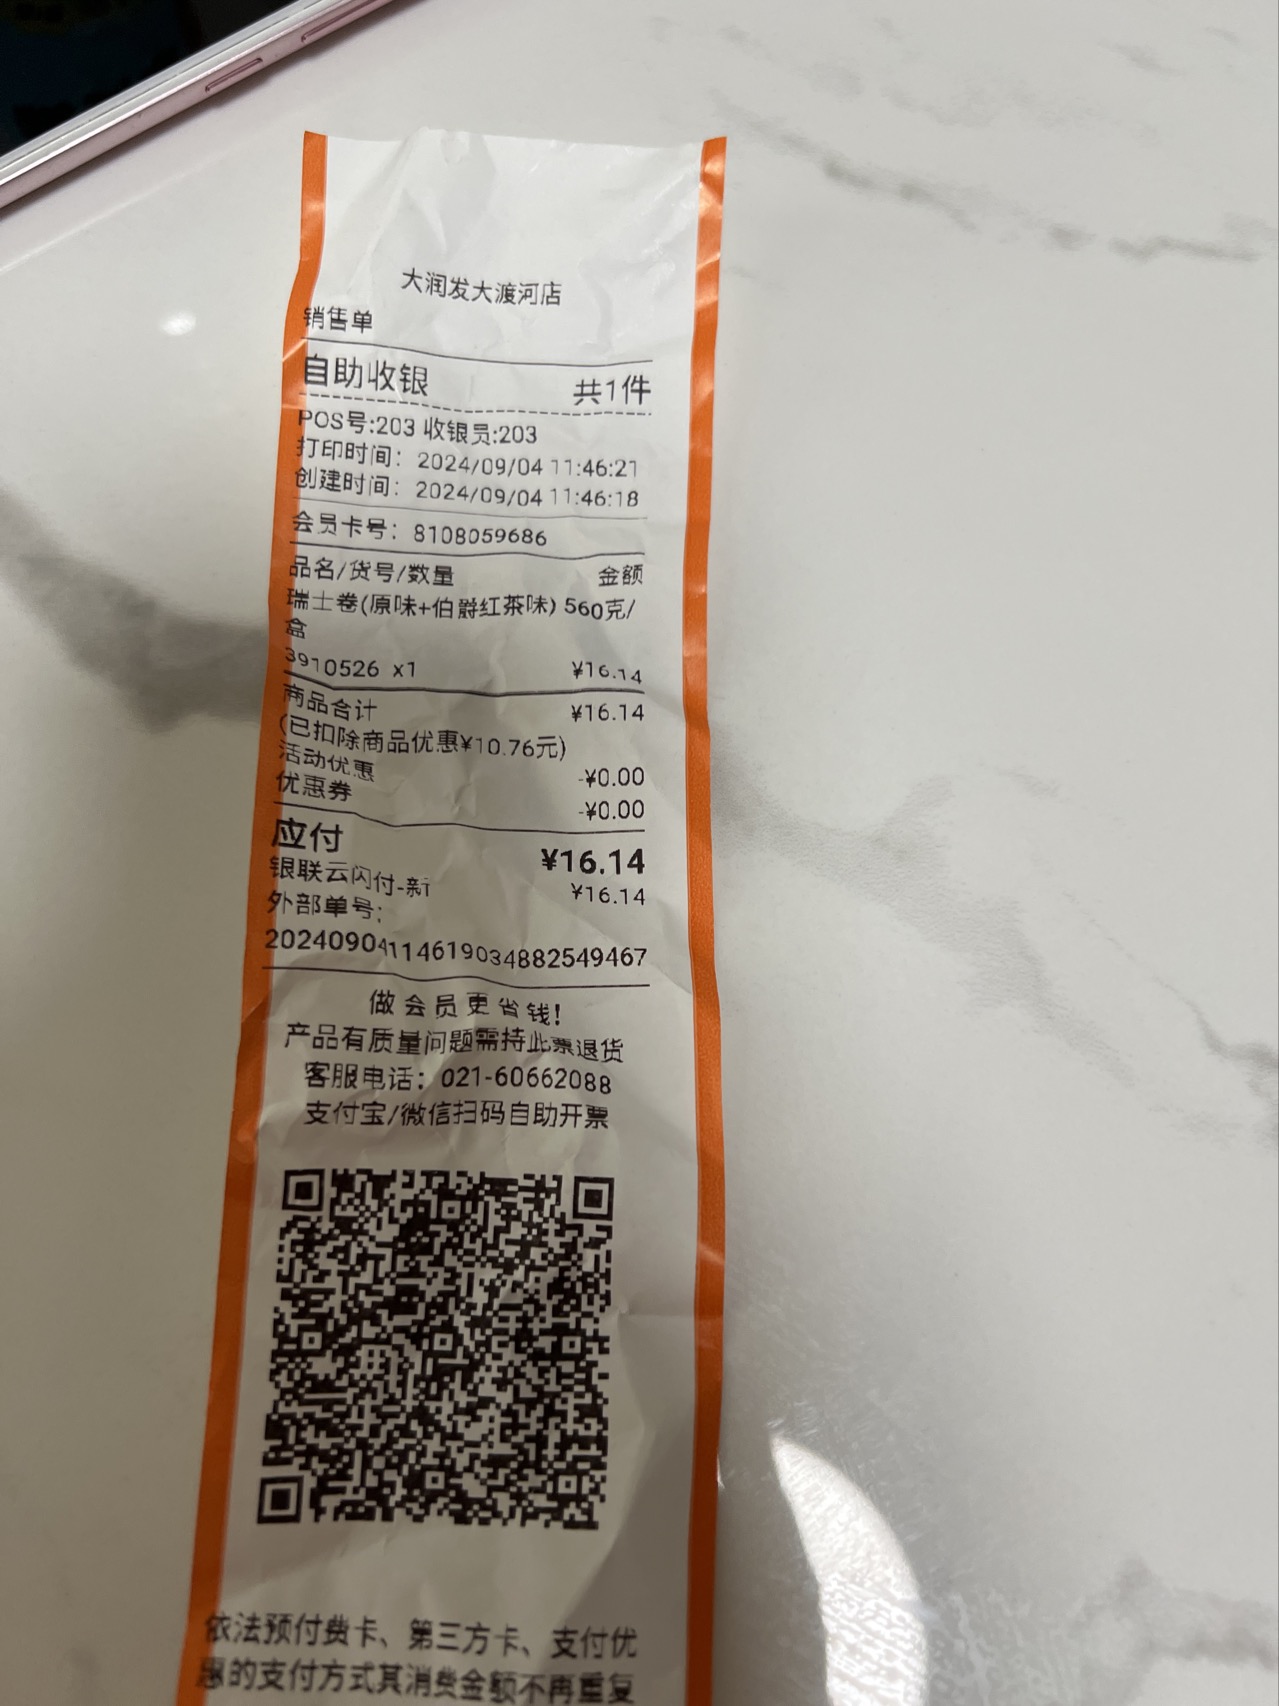 大润发大渡河店
销售单
自助收银 共1件
POS号:203 收银员:203
打印时间：2024/09/04 11:46:21
创建时间：2024/09/04 11:46:18
会员卡号：8108059686
品名/货号/数量 金额
瑞士卷(原味+伯爵红茶味) 560克/
盒
3910526 x1 ¥16.14
商品合计 ¥16.14
(已扣除商品优惠¥10.76元)
活动优惠 -¥0.00
优惠券 -¥0.00
应付 ¥16.14
银联云闪付-新 ¥16.14
外部单号:
2024090411461903488254​9467
做会员更省钱!
产品有质量问题需持此票退货
客服电话：021-60662088
支付宝/微信扫码自助开票
依法预付费卡、第三方卡、支付优
惠的支付方式其消费金额不再重复